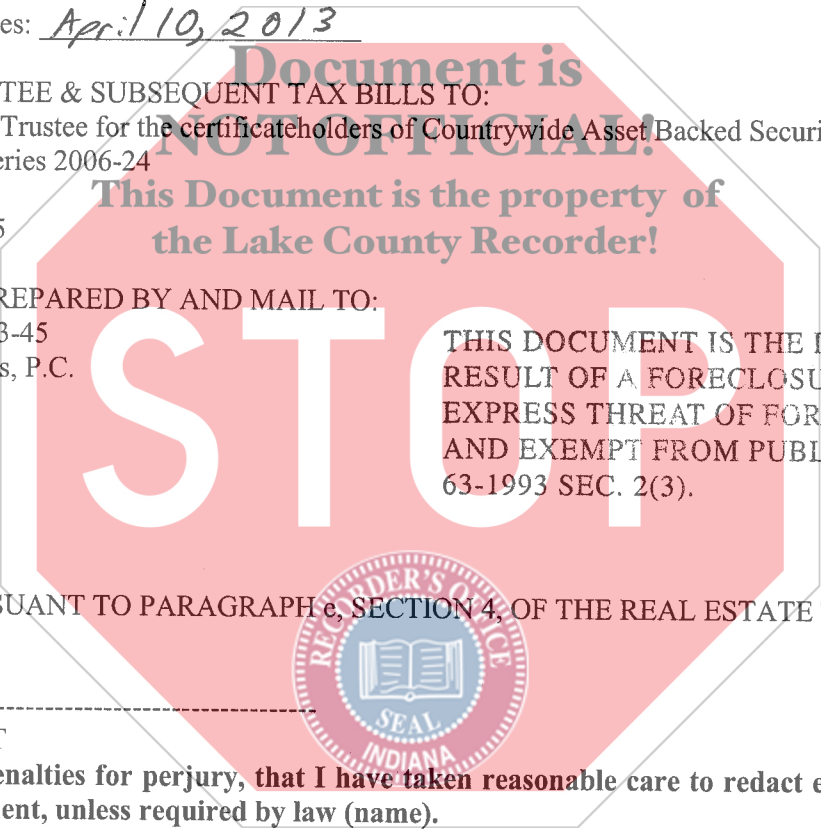 es: April 10, 2013
Document is
TEE & SUBSEQUENT TAX BILLS TO:
Trustee for the certificateholders of Countrywide Asset Backed Securi
NOT OFFICIAL!
eries 2006-24
This Document is the property of
5
the Lake County Recorder!
REPARED BY AND MAIL TO:
3-45
s, P.C.
THIS DOCUMENT IS THE
RESULT OF A FORECLOSU
EXPRESS THREAT OF FOR
AND EXEMPT FROM PUBL
63-1993 SEC. 2(3).
STOP
SUANT TO PARAGRAPH e, SECTION 4, OF THE REAL ESTATE
RECORDER'S OFFICE
SEAL
INDIANA
enalties for perjury, that I have taken reasonable care to redact e
ent, unless required by law (name).